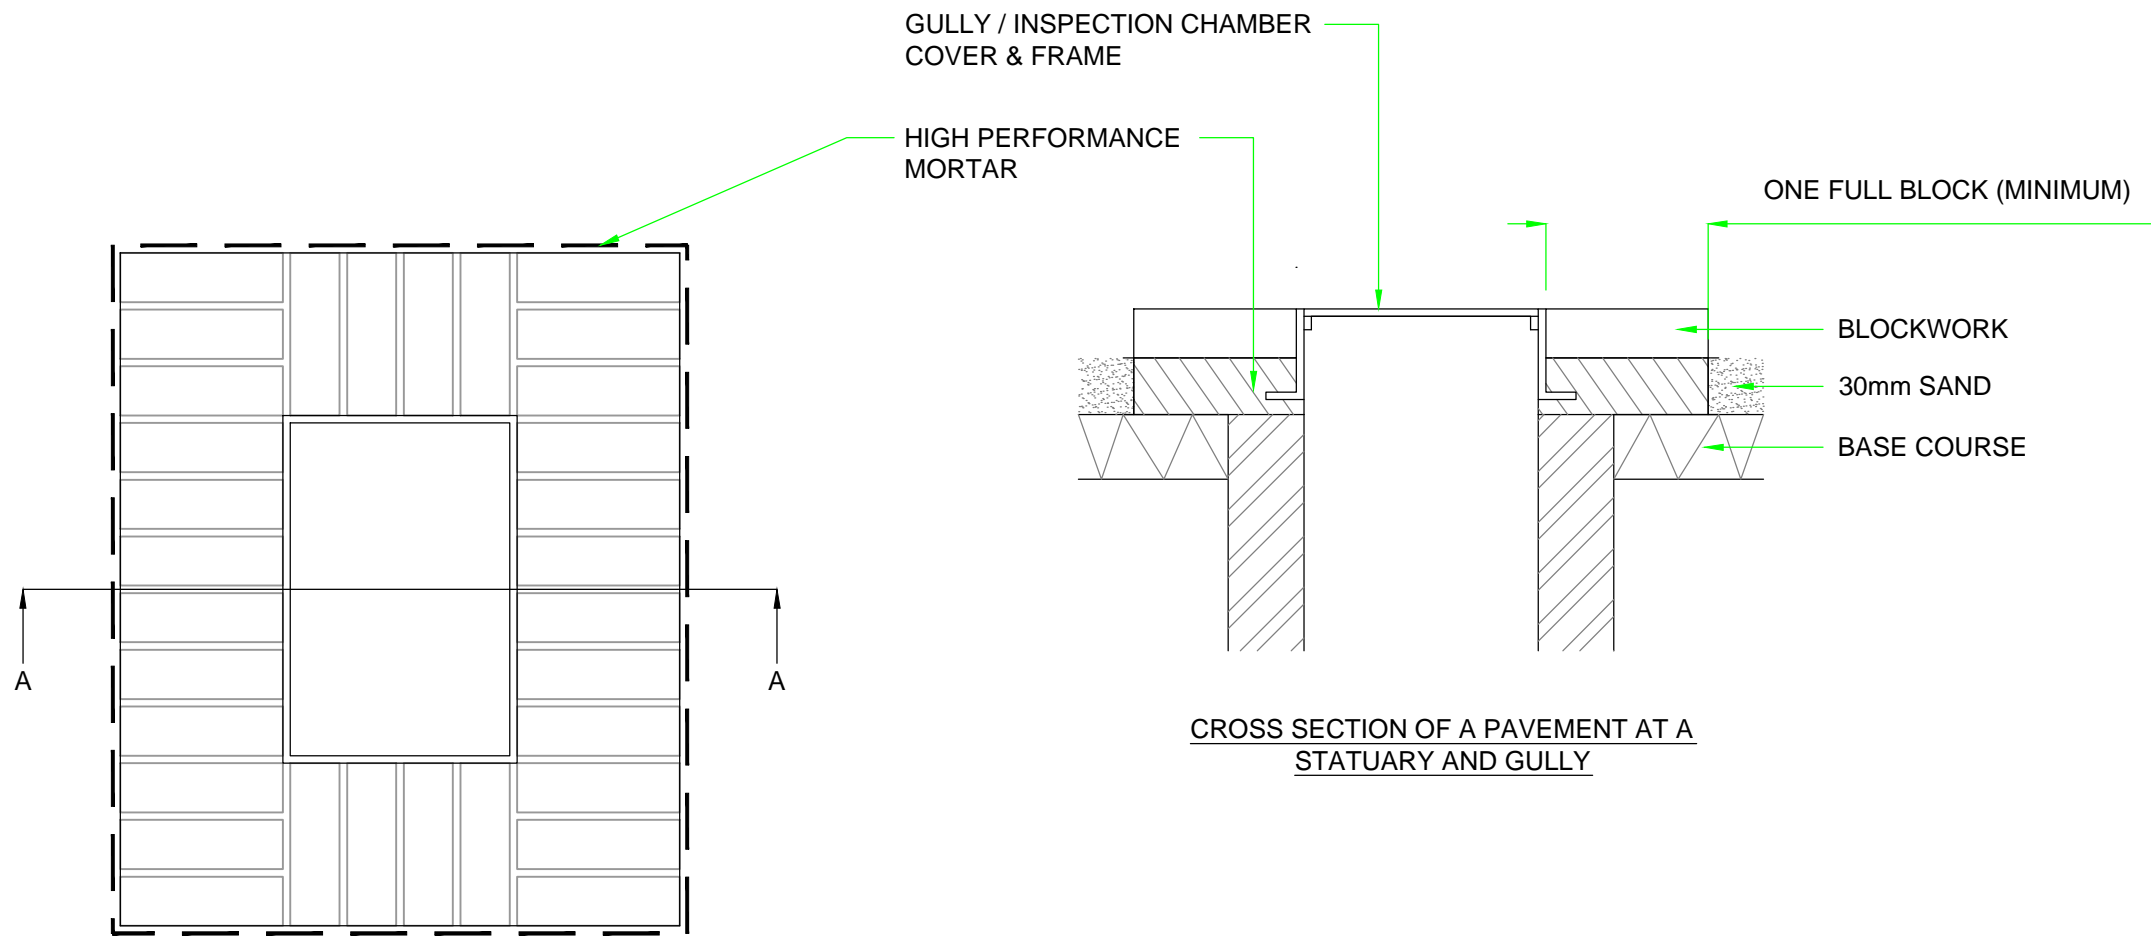 GULLY / INSPECTION CHAMBER
COVER & FRAME
HIGH PERFORMANCE
MORTAR
ONE FULL BLOCK (MINIMUM)
BLOCKWORK
30mm SAND
BASE COURSE
A
A
CROSS SECTION OF A PAVEMENT AT A
STATUARY AND GULLY